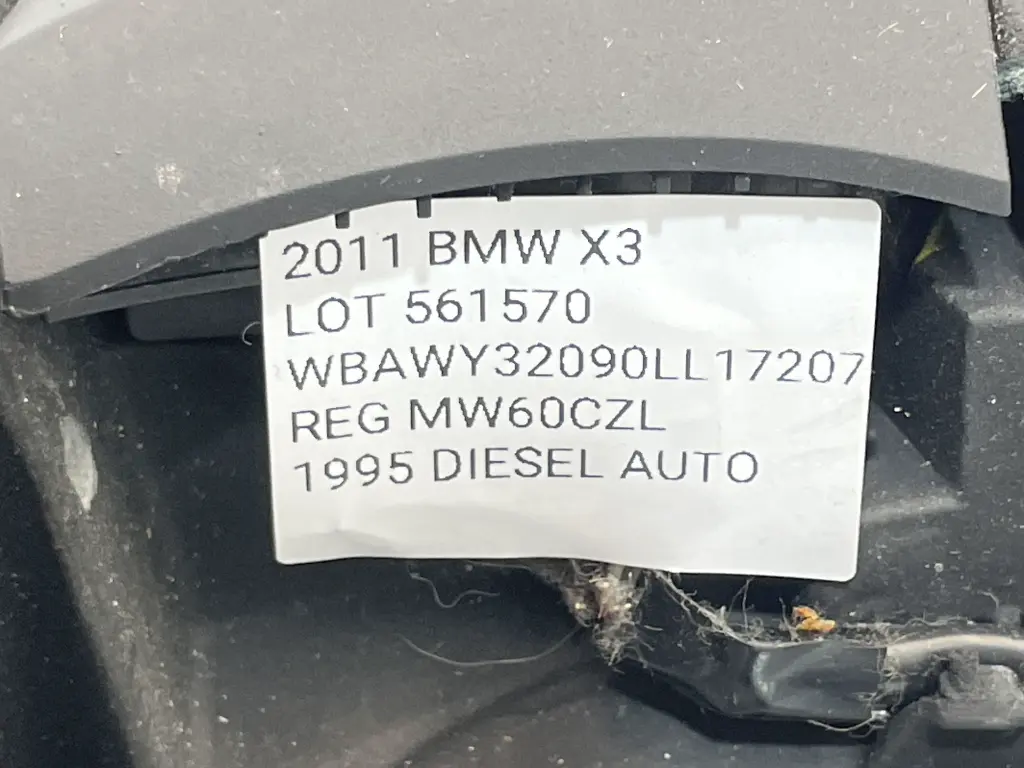 2011 BMW X3
LOT 561570
WBAWY32090LL17207
REG MW60CZL
1995 DIESEL AUTO